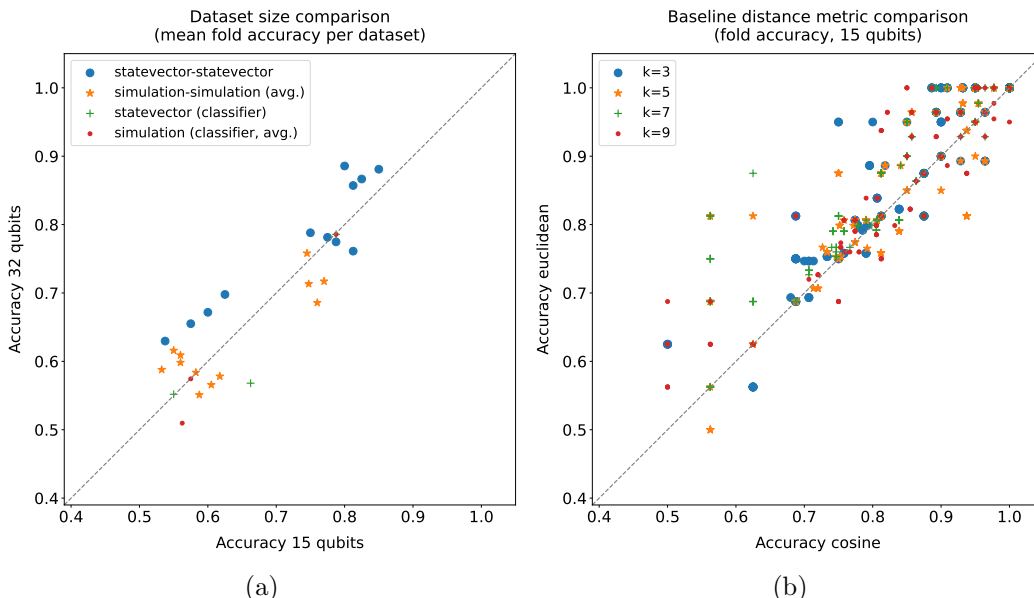 Dataset size comparison
(mean fold accuracy per dataset)
statevector-statevector
simulation-simulation (avg.)
statevector (classifier)
simulation (classifier, avg.)
Accuracy 32 qubits
1.0
0.9
0.8
0.7
0.6
0.5
0.4
0.4 0.5 0.6 0.7 0.8 0.9 1.0
Accuracy 15 qubits
(a)
Baseline distance metric comparison
(fold accuracy, 15 qubits)
k=3
k=5
k=7
k=9
Accuracy euclidean
1.0
0.9
0.8
0.7
0.6
0.5
0.4
0.4 0.5 0.6 0.7 0.8 0.9 1.0
Accuracy cosine
(b)